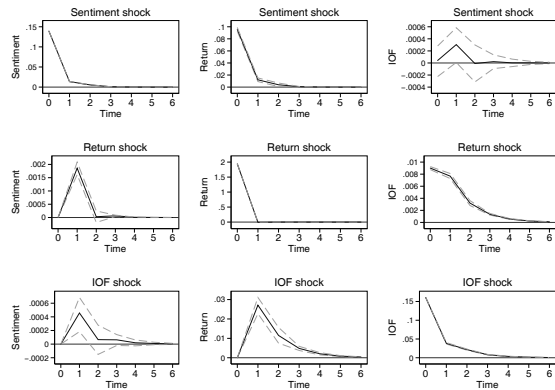 Sentiment shock
Sentiment
.15
.1
.05
0
0 1 2 3 4 5 6
Time
Sentiment shock
Return
.1
.08
.06
.04
.02
0
0 1 2 3 4 5 6
Time
Sentiment shock
IOF
.0006
.0004
.0002
0
−.0002
−.0004
0 1 2 3 4 5 6
Time
Return shock
Sentiment
.002
.0015
.001
.0005
0
0 1 2 3 4 5 6
Time
Return shock
Return
2
1.5
1
.5
0
0 1 2 3 4 5 6
Time
Return shock
IOF
.01
.008
.006
.004
.002
0
0 1 2 3 4 5 6
Time
IOF shock
Sentiment
.0006
.0004
.0002
0
−.0002
0 1 2 3 4 5 6
Time
IOF shock
Return
.03
.02
.01
0
0 1 2 3 4 5 6
Time
IOF shock
IOF
.15
.1
.05
0
0 1 2 3 4 5 6
Time